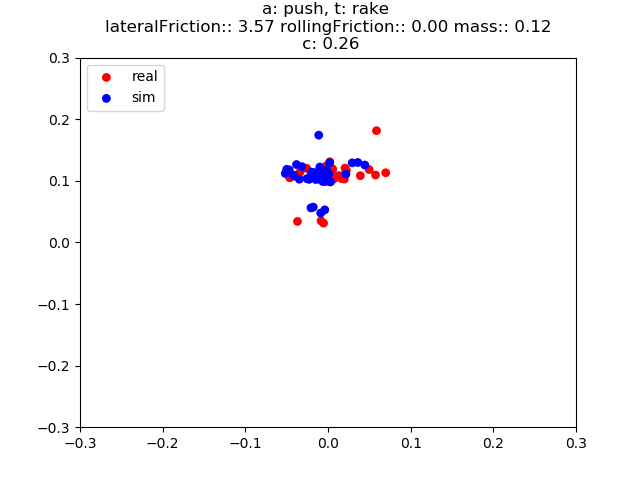 a: push, t: rake
lateralFriction:: 3.57 rollingFriction:: 0.00 mass:: 0.12
c: 0.26
real
sim
0.3
0.2
0.1
0.0
−0.1
−0.2
−0.3
−0.3 −0.2 −0.1 0.0 0.1 0.2 0.3